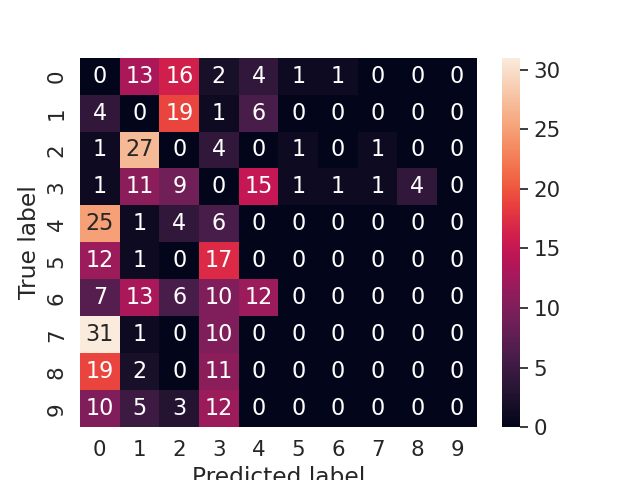 0 0 13 16 2 4 1 1 0 0 0
1 4 0 19 1 6 0 0 0 0 0
2 1 27 0 4 0 1 0 1 0 0
3 1 11 9 0 15 1 1 1 4 0
4 25 1 4 6 0 0 0 0 0 0
5 12 1 0 17 0 0 0 0 0 0
6 7 13 6 10 12 0 0 0 0 0
7 31 1 0 10 0 0 0 0 0 0
8 19 2 0 11 0 0 0 0 0 0
9 10 5 3 12 0 0 0 0 0 0
0 1 2 3 4 5 6 7 8 9
True label
Predicted label
30
25
20
15
10
5
0